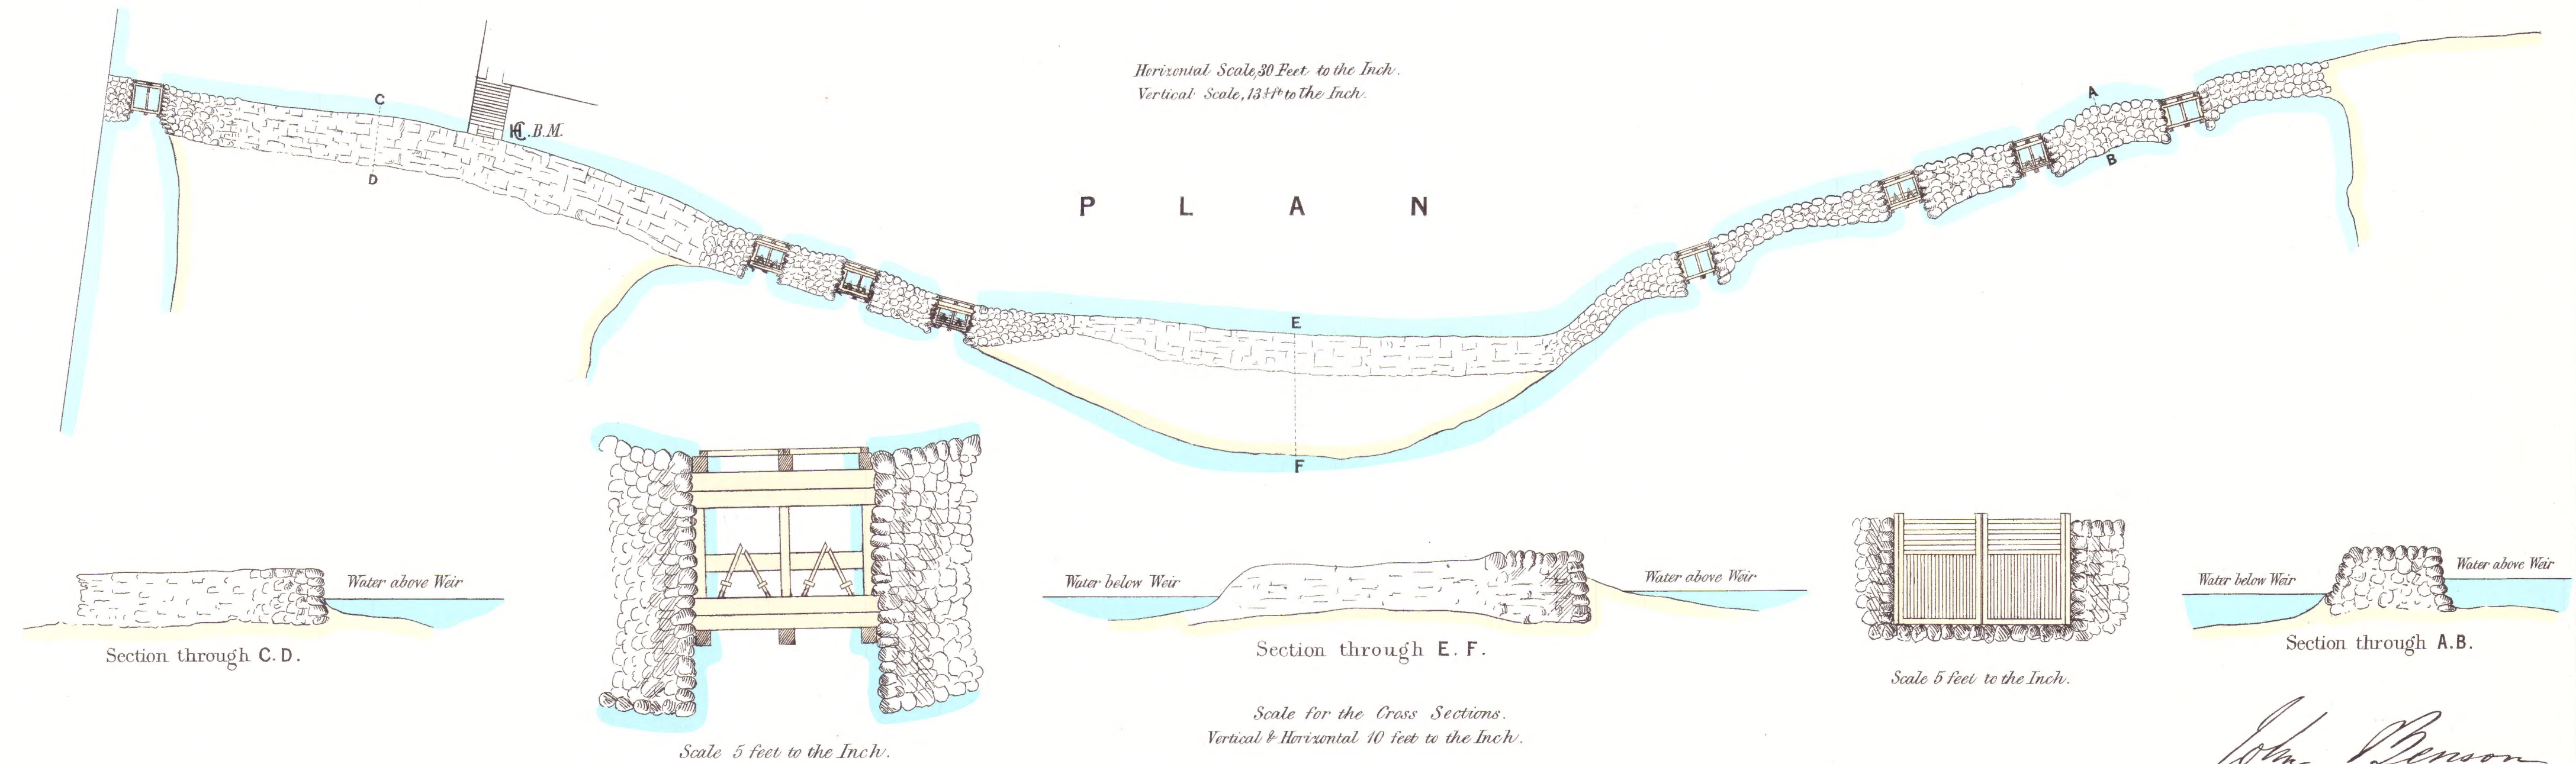 Horizontal Scale, 30 Feet to the Inch.
Vertical Scale, 13⅓ ft to the Inch.
C
A
B.M.
B
D
P L A N
E
F
Water above Weir
Section through C.D.
Scale 5 feet to the Inch.
Water below Weir
Water above Weir
Section through E. F.
Scale for the Cross Sections.
Vertical & Horizontal 10 feet to the Inch.
Scale 5 feet to the Inch.
Water below Weir
Water above Weir
Section through A.B.
John Benson